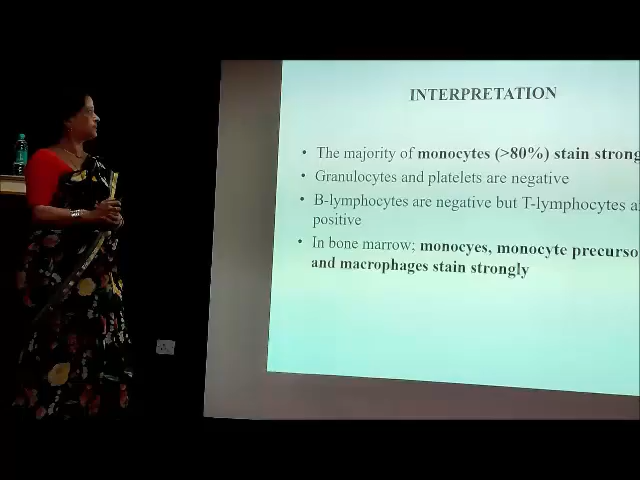 INTERPRETATION
• The majority of monocytes (>80%) stain strong
• Granulocytes and platelets are negative
• B-lymphocytes are negative but T-lymphocytes a
positive
• In bone marrow; monocyes, monocyte precurso
and macrophages stain strongly